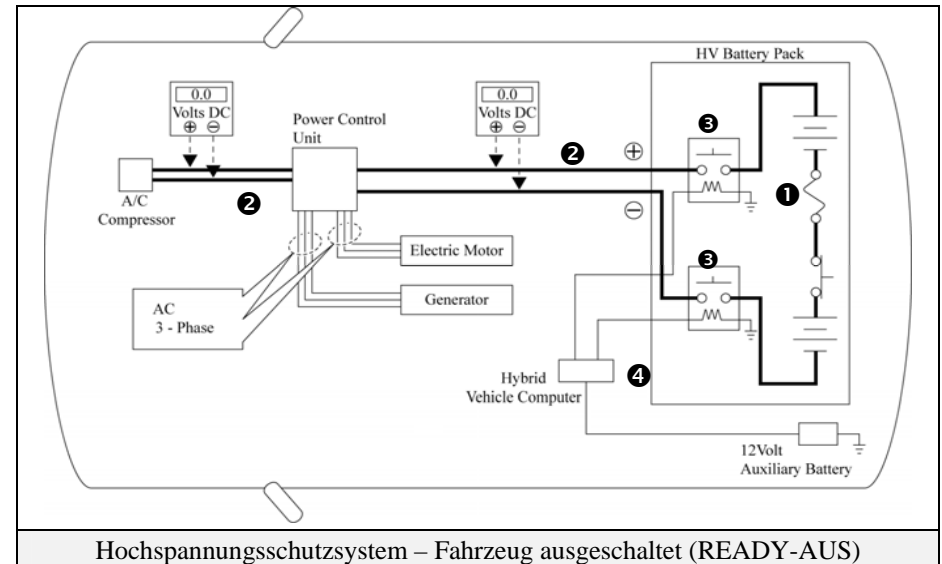 HV Battery Pack
0.0
Volts DC
⊕ ⊖
0.0
Volts DC
⊕ ⊖
Power Control
Unit
❸
❷
⊕
A/C
Compressor
❷
❶
⊖
Electric Motor
Generator
AC
3 - Phase
❸
Hybrid
Vehicle Computer
❹
12Volt
Auxiliary Battery
Hochspannungsschutzsystem – Fahrzeug ausgeschaltet (READY-AUS)